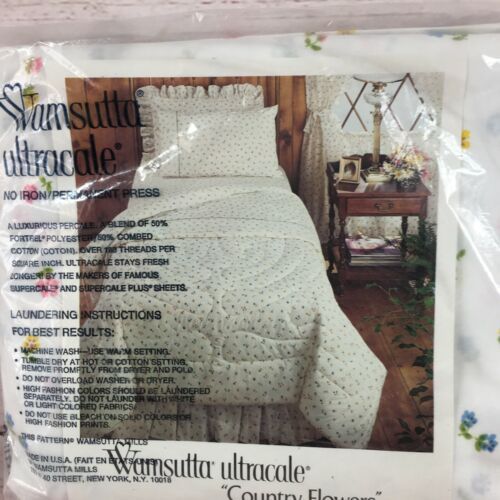 Wamsutta®
ultracale®
NO IRON/PERMANENT PRESS
A LUXURIOUS PERCALE. A BLEND OF 50%
FORTREL® POLYESTER/50% COMBED
COTTON (COTON). OVER 180 THREADS PER
SQUARE INCH. ULTRACALE STAYS FRESH
LONGER! BY THE MAKERS OF FAMOUS
SUPERCALE® AND SUPERCALE PLUS® SHEETS.
LAUNDERING INSTRUCTIONS
FOR BEST RESULTS:
• MACHINE WASH—USE WARM SETTING.
• TUMBLE DRY AT HOT OR COTTON SETTING.
REMOVE PROMPTLY FROM DRYER AND FOLD.
• DO NOT OVERLOAD WASHER OR DRYER.
• HIGH FASHION COLORS SHOULD BE LAUNDERED
SEPARATELY. DO NOT LAUNDER WITH WHITE
OR LIGHT COLORED FABRICS.
• DO NOT USE BLEACH ON SOLID COLORS OR
HIGH FASHION PRINTS.
THIS PATTERN® WAMSUTTA MILLS
MADE IN U.S.A. (FAIT EN ÉTATS UNIS)
WAMSUTTA MILLS
40 STREET, NEW YORK, N.Y. 10018
Wamsutta® ultracale®
"Country Flowers"